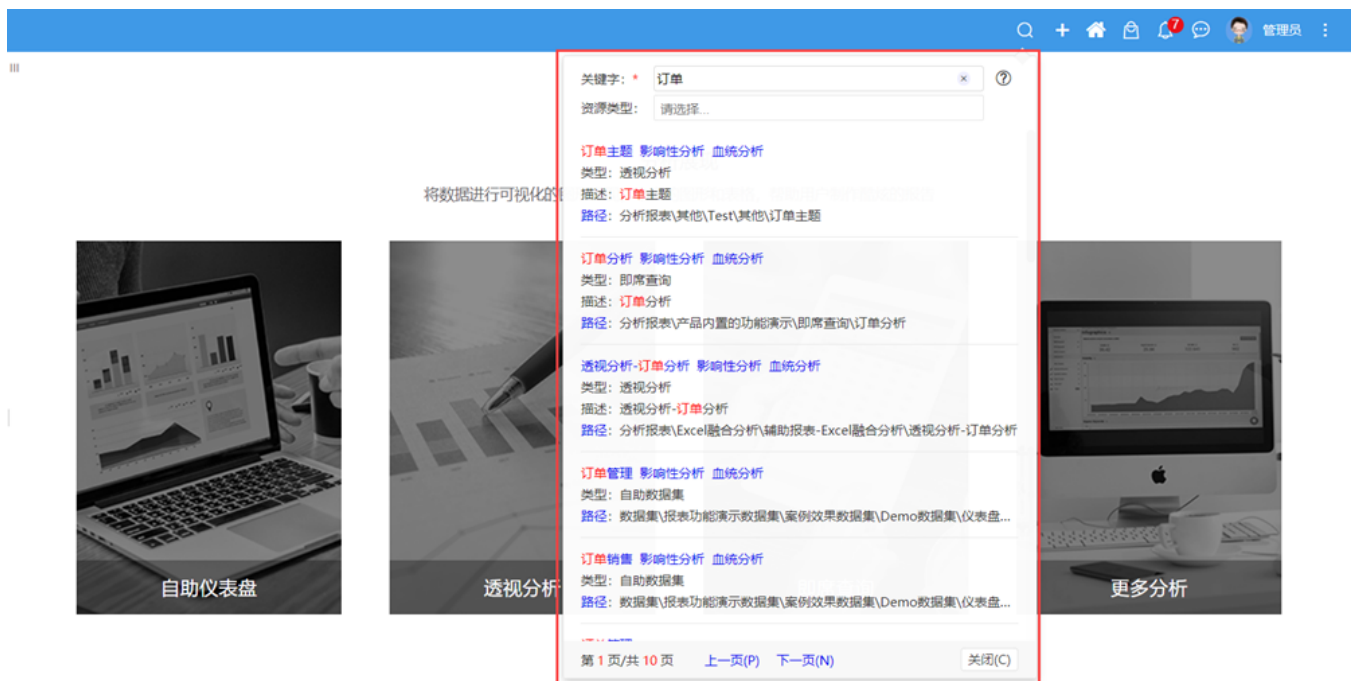 7
管理员
关键字：* 订单
资源类型： 请选择...
将数据进行可视化的
订单主题 影响性分析 血统分析
类型：透视分析
描述：订单主题
路径：分析报表\其他\Test\其他\订单主题
订单分析 影响性分析 血统分析
类型：即席查询
描述：订单分析
路径：分析报表\产品内置的功能演示\即席查询\订单分析
透视分析-订单分析 影响性分析 血统分析
类型：透视分析
描述：透视分析-订单分析
路径：分析报表\Excel融合分析\辅助报表-Excel融合分析\透视分析-订单分析
订单管理 影响性分析 血统分析
类型：自助数据集
路径：数据集\报表功能演示数据集\案例效果数据集\Demo数据集\仪表盘...
订单销售 影响性分析 血统分析
类型：自助数据集
路径：数据集\报表功能演示数据集\案例效果数据集\Demo数据集\仪表盘...
自助仪表盘
透视分析
更多分析
第 1 页/共 10 页 上一页(P) 下一页(N) 关闭(C)